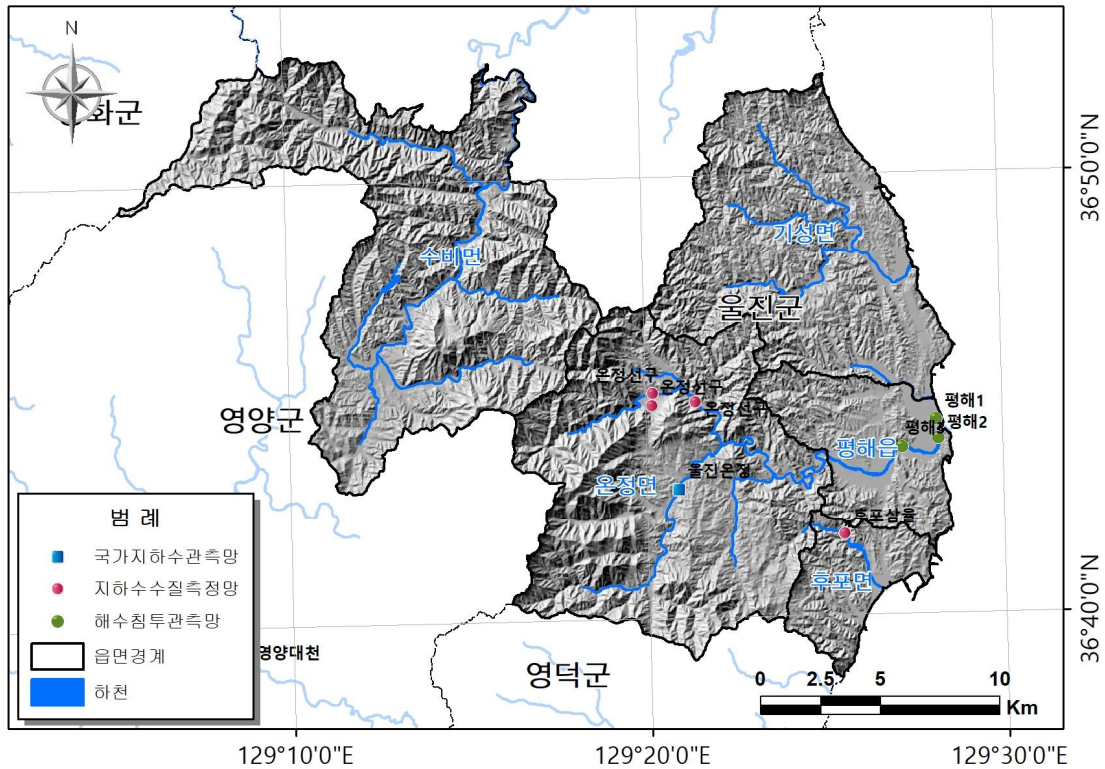 N
화군
36°50'0"N
수비면
기성면
울진군
온정선구
온정선구
온정선구
평해1
평해2
평해3
영양군
평해읍
울진온정
온정면
후포삼율
후포면
범 례
국가지하수관측망
지하수수질측정망
해수침투관측망
읍면경계
하천
영양대천
영덕군
36°40'0"N
0 2.5 5 10
Km
129°10'0"E 129°20'0"E 129°30'0"E